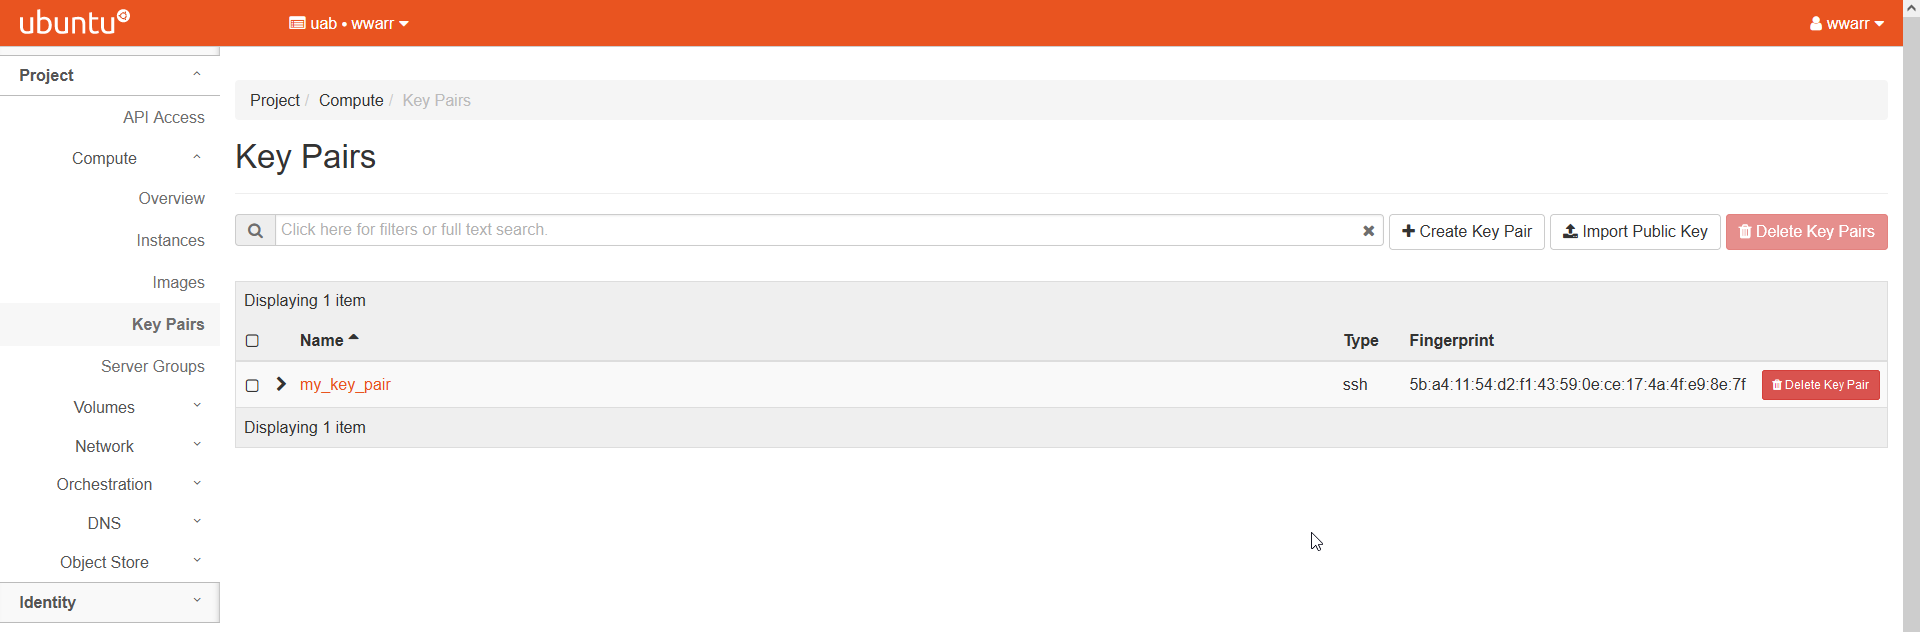 ubuntu
uab • wwarr
wwarr
Project
API Access
Compute
Overview
Instances
Images
Key Pairs
Server Groups
Volumes
Network
Orchestration
DNS
Object Store
Identity
Project / Compute / Key Pairs
Key Pairs
Click here for filters or full text search.
Create Key Pair
Import Public Key
Delete Key Pairs
Displaying 1 item
Name Type Fingerprint
my_key_pair ssh 5b:a4:11:54:d2:f1:43:59:0e:ce:17:4a:4f:e9:8e:7f Delete Key Pair
Displaying 1 item